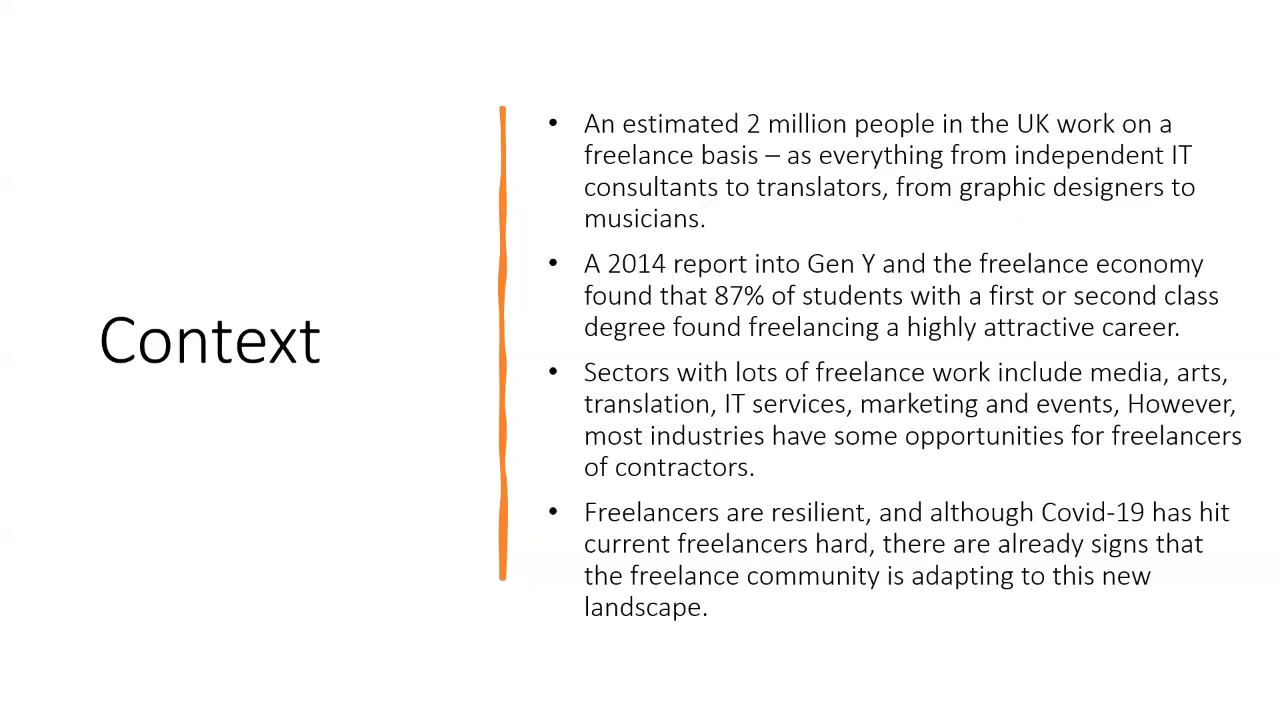 Context
• An estimated 2 million people in the UK work on a
freelance basis – as everything from independent IT
consultants to translators, from graphic designers to
musicians.
• A 2014 report into Gen Y and the freelance economy
found that 87% of students with a first or second class
degree found freelancing a highly attractive career.
• Sectors with lots of freelance work include media, arts,
translation, IT services, marketing and events, However,
most industries have some opportunities for freelancers
of contractors.
• Freelancers are resilient, and although Covid-19 has hit
current freelancers hard, there are already signs that
the freelance community is adapting to this new
landscape.